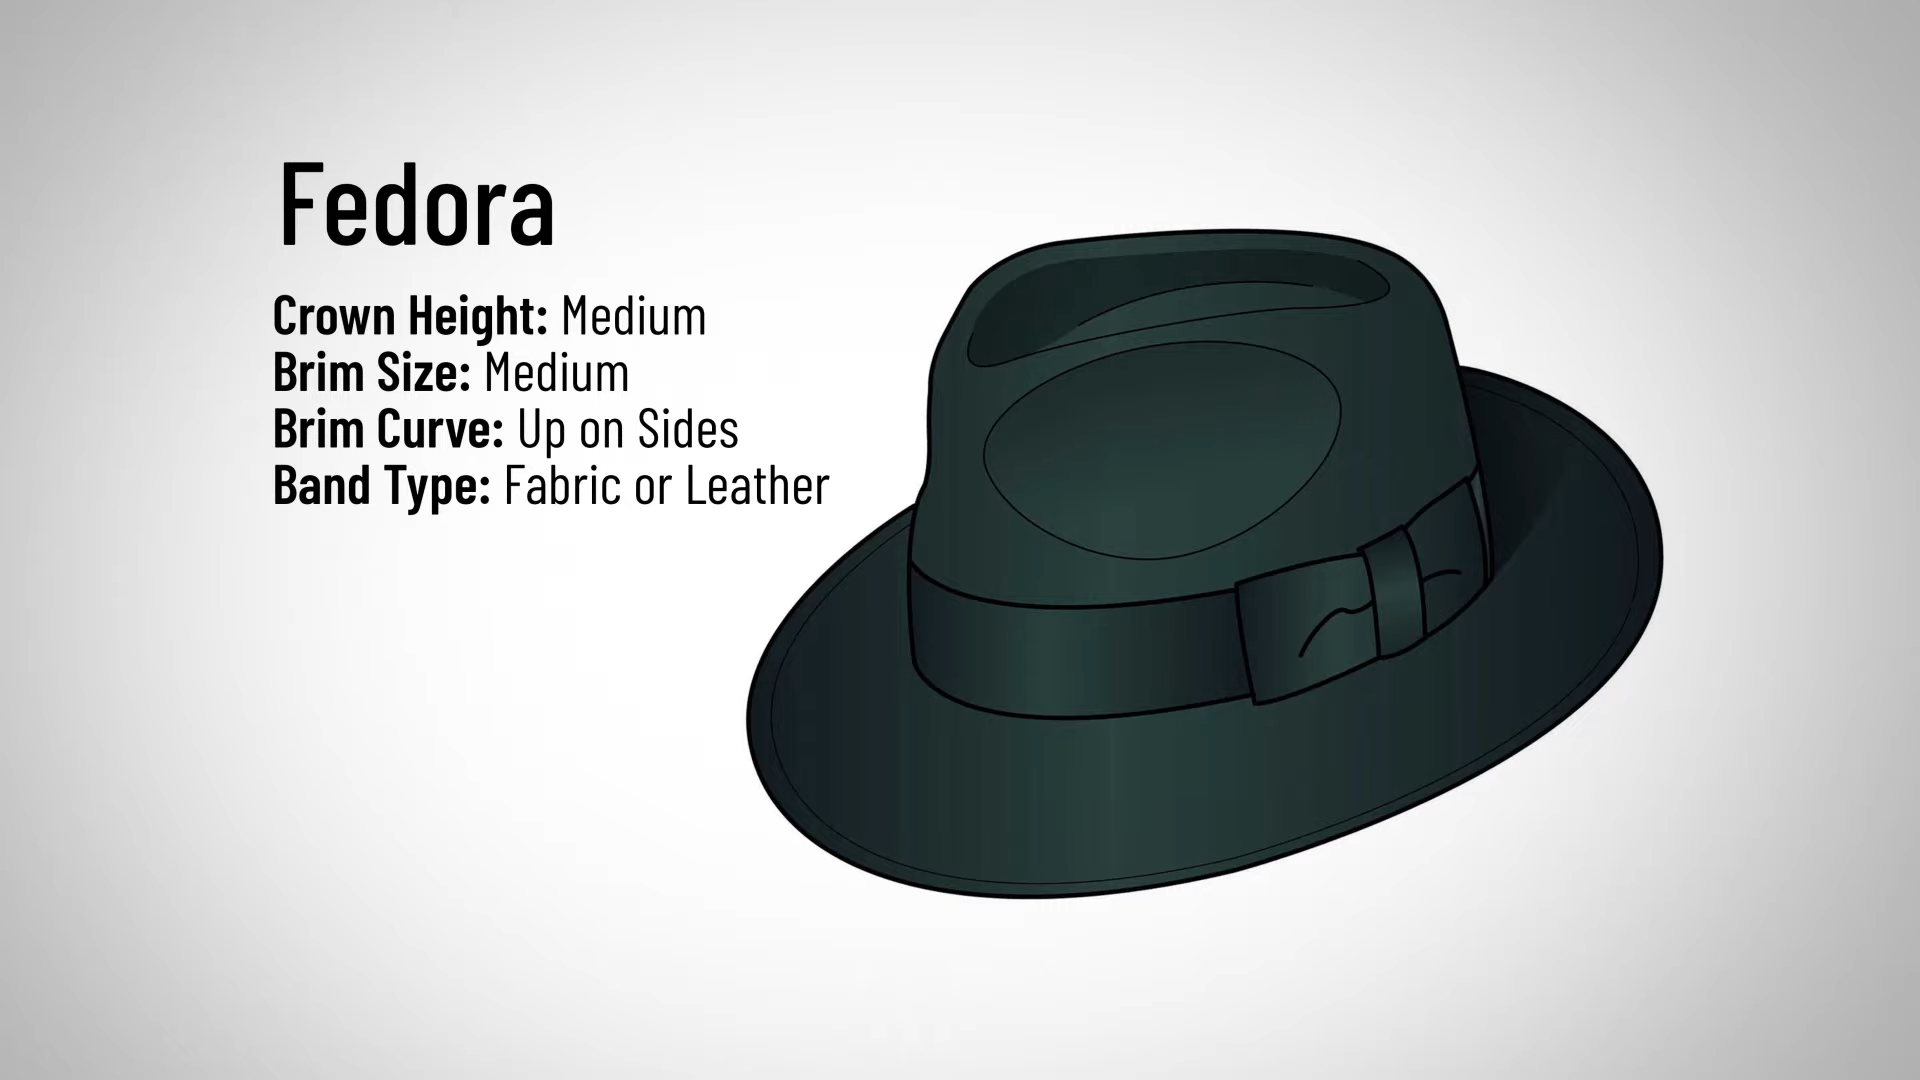 Fedora
Crown Height: Medium
Brim Size: Medium
Brim Curve: Up on Sides
Band Type: Fabric or Leather